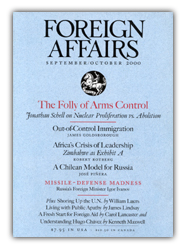 FOREIGN
AFFAIRS
SEPTEMBER/OCTOBER 2000
The Folly of Arms Control
Jonathan Schell on Nuclear Proliferation vs. Abolition
Out-of-Control Immigration
JAMES GOLDSBOROUGH
Africa's Crisis of Leadership
Zimbabwe as Exhibit A
ROBERT ROTBERG
A Chilean Model for Russia
JOSÉ PIÑERA
MISSILE-DEFENSE MADNESS
Russia's Foreign Minister Igor Ivanov
Plus Shoring Up the U.N. by William Luers
Living with Public Apathy by James Lindsay
A Fresh Start for Foreign Aid by Carol Lancaster and
Understanding Hugo Chávez by Kenneth Maxwell